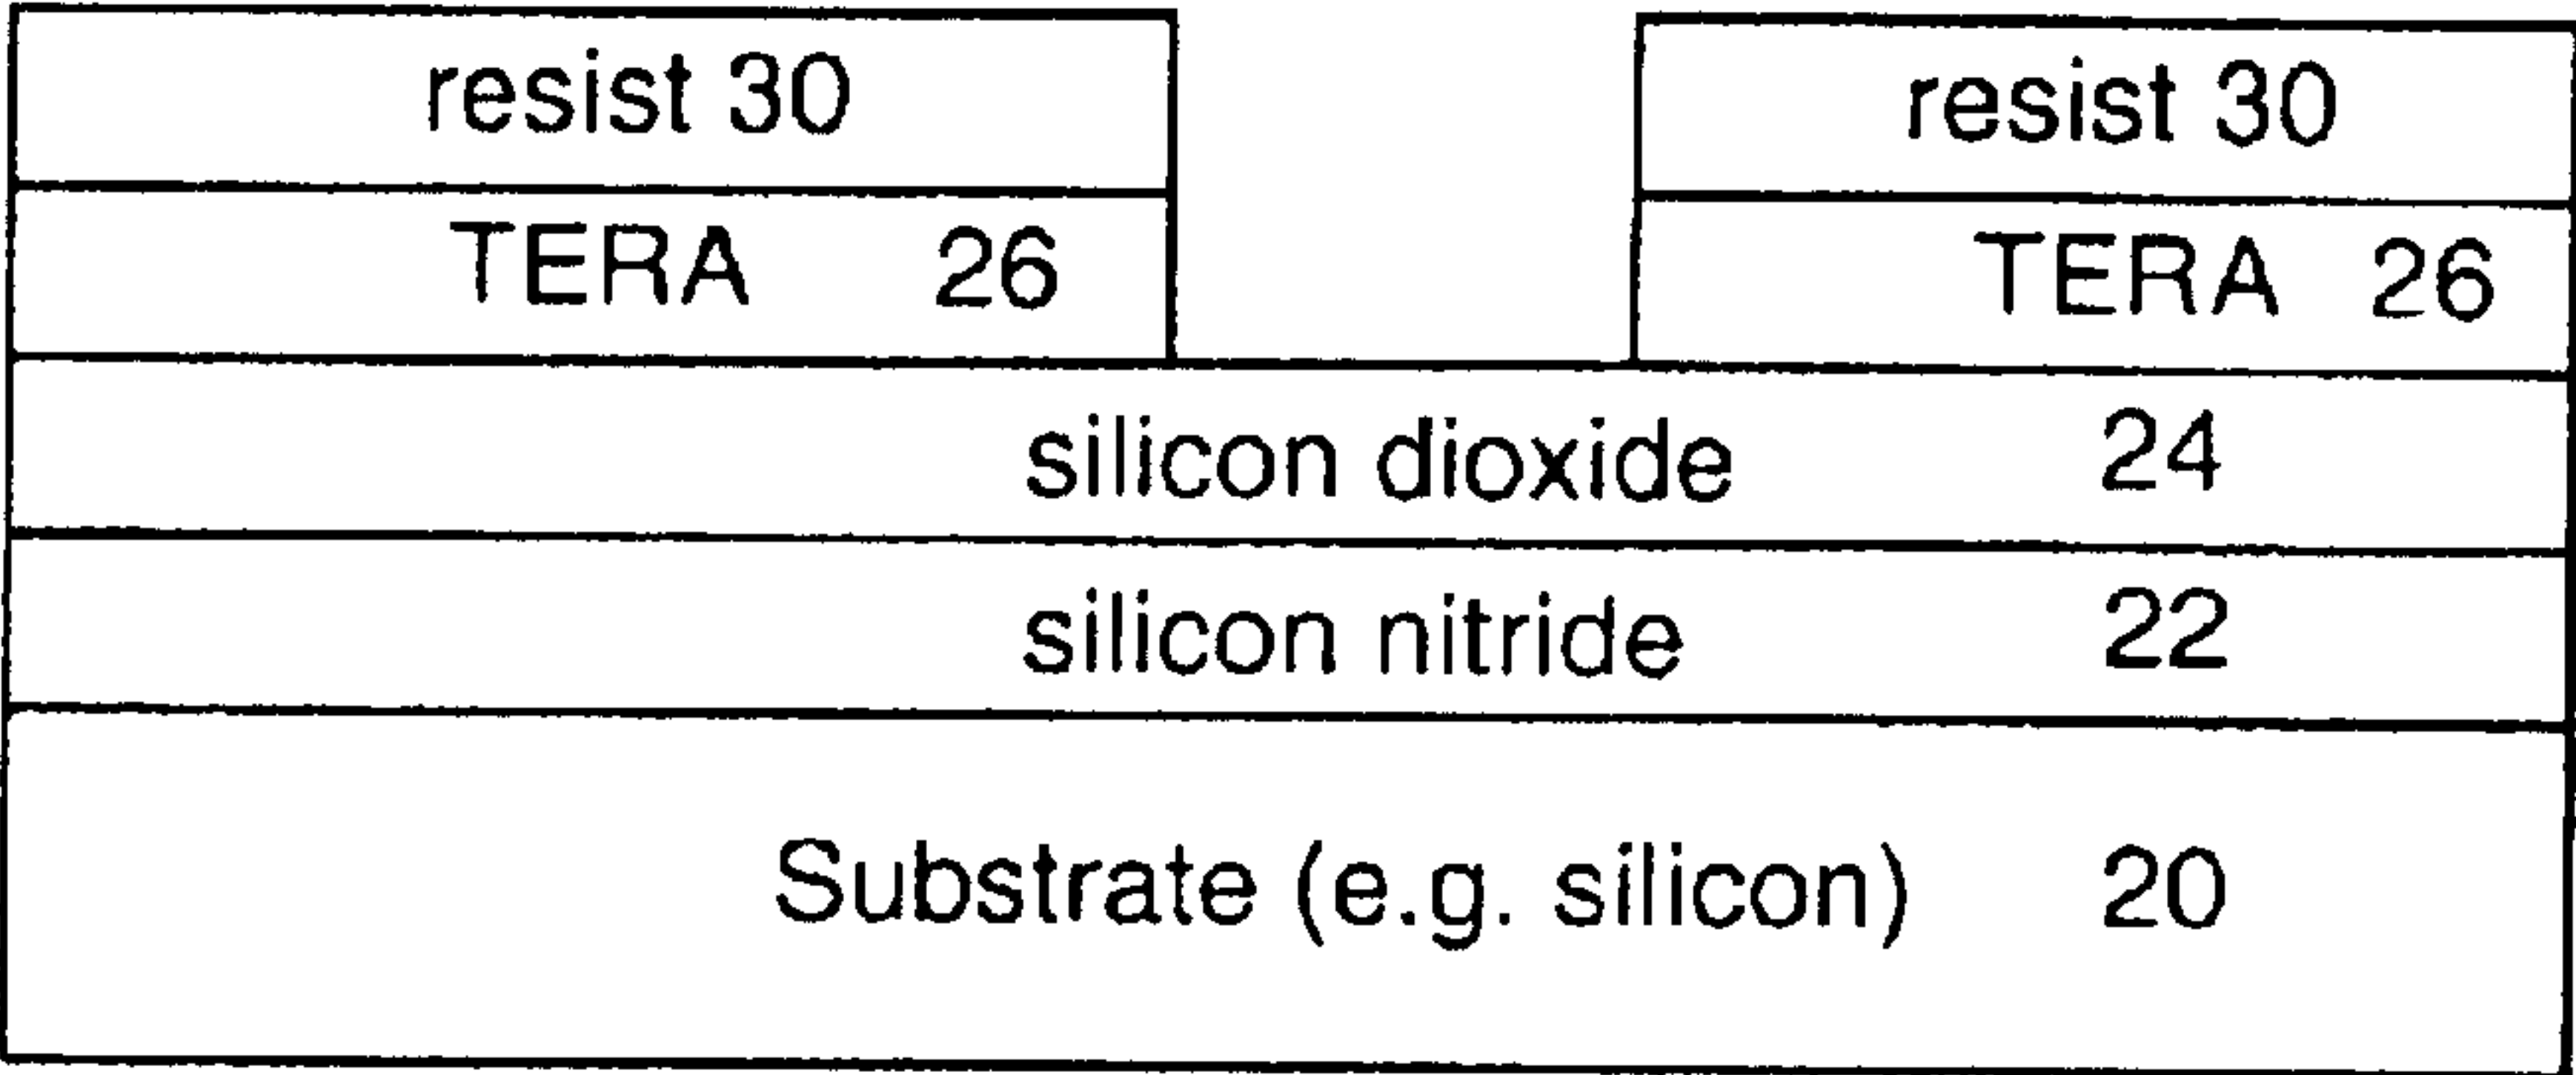 resist 30 resist 30
TERA 26 TERA 26
silicon dioxide 24
silicon nitride 22
Substrate (e.g. silicon) 20